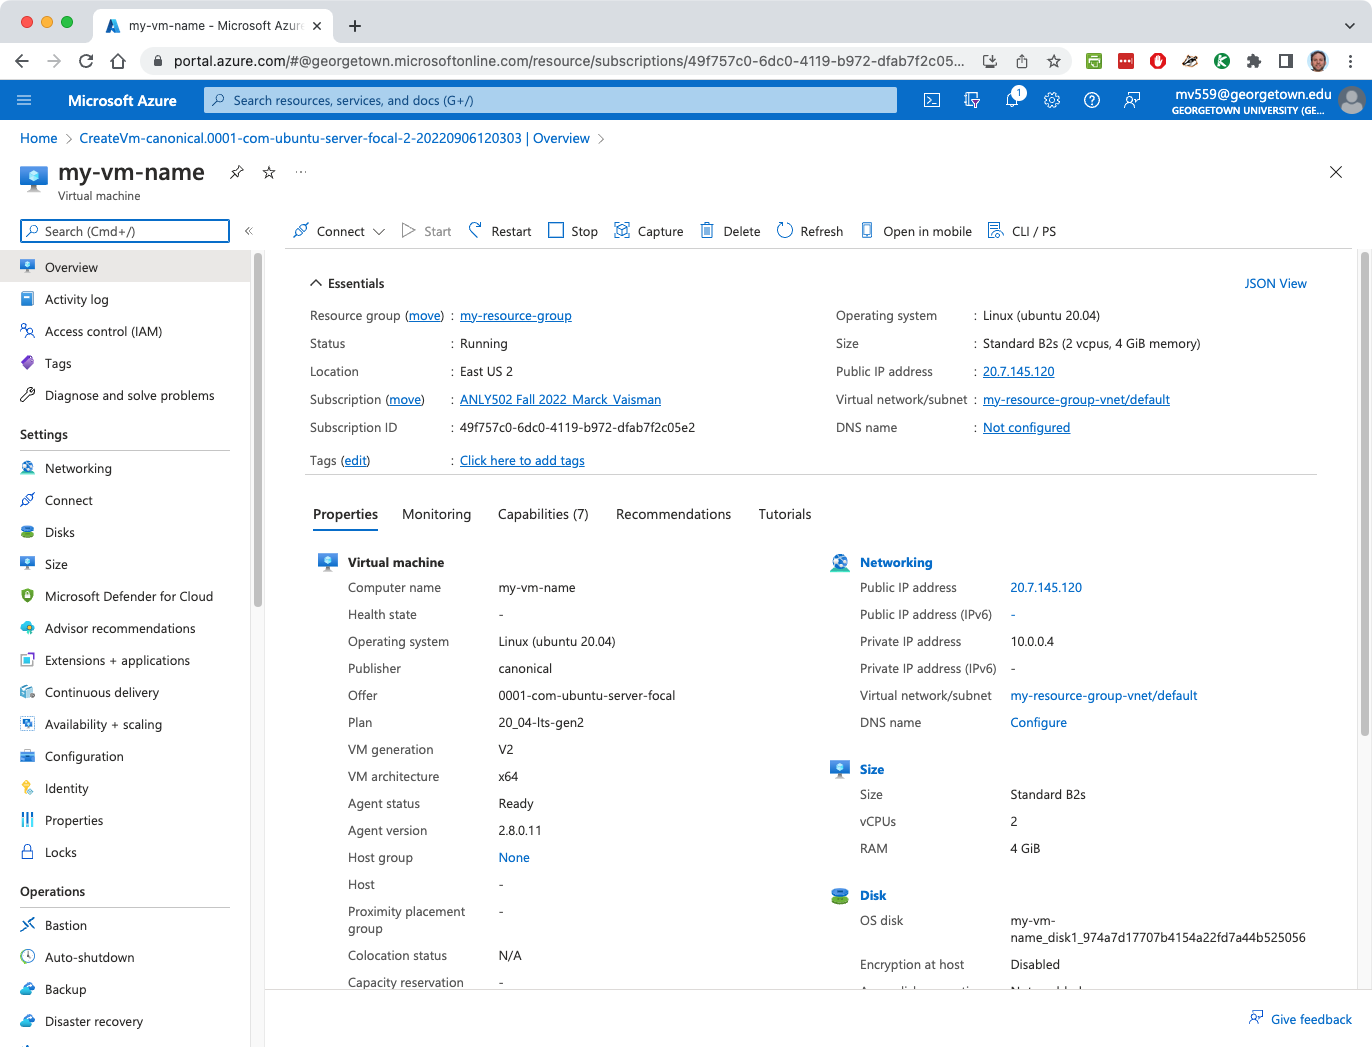 my-vm-name - Microsoft Azure
portal.azure.com/#@georgetown.microsoftonline.com/resource/subscriptions/49f757c0-6dc0-4119-b972-dfab7f2c05...
Microsoft Azure
Search resources, services, and docs (G+/)
1
mv559@georgetown.edu
GEORGETOWN UNIVERSITY (GE...
Home > CreateVm-canonical.0001-com-ubuntu-server-focal-2-20220906120303 | Overview >
my-vm-name
Virtual machine
Search (Cmd+/)
Connect
Start
Restart
Stop
Capture
Delete
Refresh
Open in mobile
CLI / PS
Overview
Activity log
Access control (IAM)
Tags
Diagnose and solve problems
Settings
Networking
Connect
Disks
Size
Microsoft Defender for Cloud
Advisor recommendations
Extensions + applications
Continuous delivery
Availability + scaling
Configuration
Identity
Properties
Locks
Operations
Bastion
Auto-shutdown
Backup
Disaster recovery
Essentials
JSON View
Resource group (move) : my-resource-group
Status : Running
Location : East US 2
Subscription (move) : ANLY502 Fall 2022 Marck Vaisman
Subscription ID : 49f757c0-6dc0-4119-b972-dfab7f2c05e2
Tags (edit) : Click here to add tags
Operating system : Linux (ubuntu 20.04)
Size : Standard B2s (2 vcpus, 4 GiB memory)
Public IP address : 20.7.145.120
Virtual network/subnet : my-resource-group-vnet/default
DNS name : Not configured
Properties
Monitoring
Capabilities (7)
Recommendations
Tutorials
Virtual machine
Computer name my-vm-name
Health state -
Operating system Linux (ubuntu 20.04)
Publisher canonical
Offer 0001-com-ubuntu-server-focal
Plan 20_04-lts-gen2
VM generation V2
VM architecture x64
Agent status Ready
Agent version 2.8.0.11
Host group None
Host -
Proximity placement -
group
Colocation status N/A
Capacity reservation -
Networking
Public IP address 20.7.145.120
Public IP address (IPv6) -
Private IP address 10.0.0.4
Private IP address (IPv6) -
Virtual network/subnet my-resource-group-vnet/default
DNS name Configure
Size
Size Standard B2s
vCPUs 2
RAM 4 GiB
Disk
OS disk my-vm-
name_disk1_974a7d17707b4154a22fd7a44b525056
Encryption at host Disabled
Give feedback